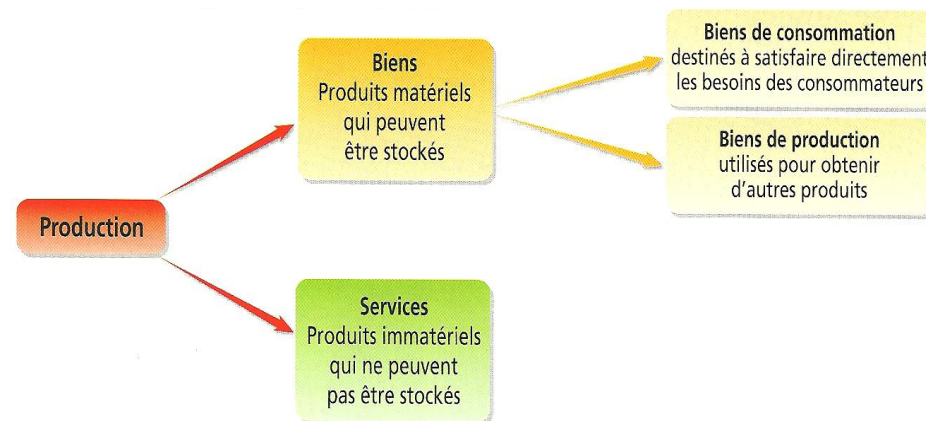 Production
Biens
Produits matériels
qui peuvent
être stockés
Services
Produits immatériels
qui ne peuvent
pas être stockés
Biens de consommation
destinés à satisfaire directement
les besoins des consommateurs
Biens de production
utilisés pour obtenir
d'autres produits